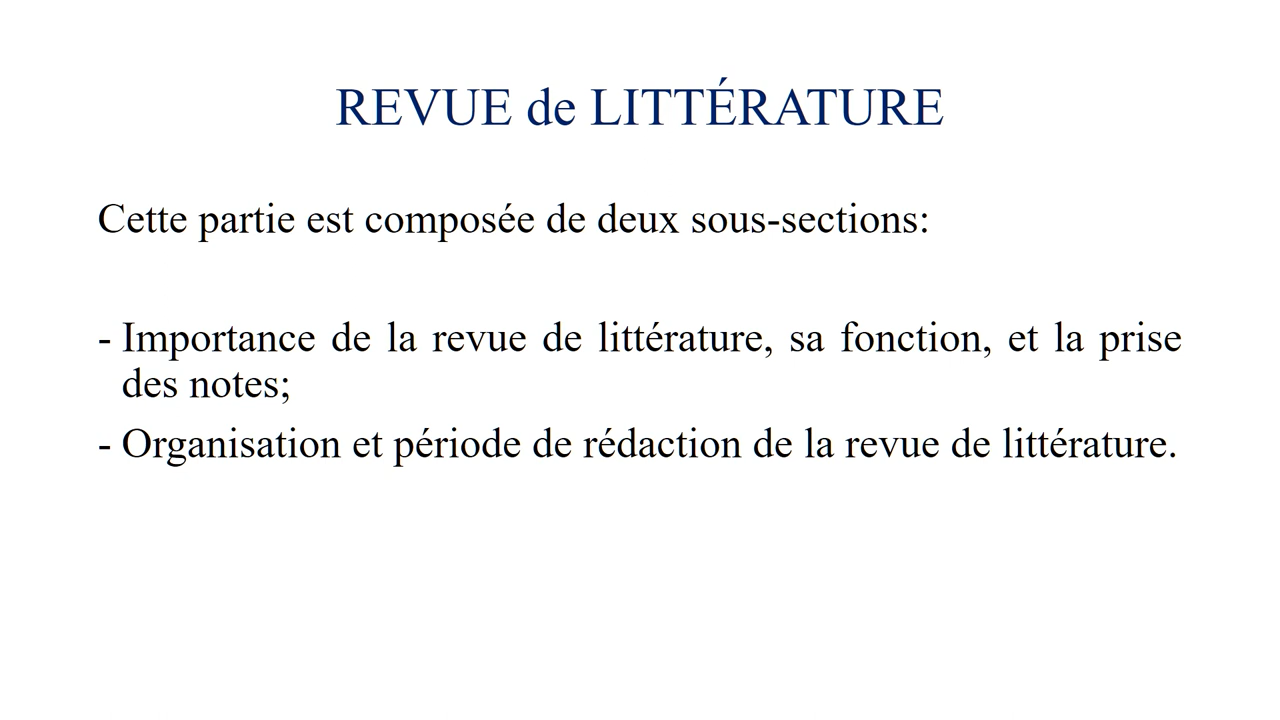 REVUE de LITTÉRATURE
Cette partie est composée de deux sous-sections:
- Importance de la revue de littérature, sa fonction, et la prise
des notes;
- Organisation et période de rédaction de la revue de littérature.